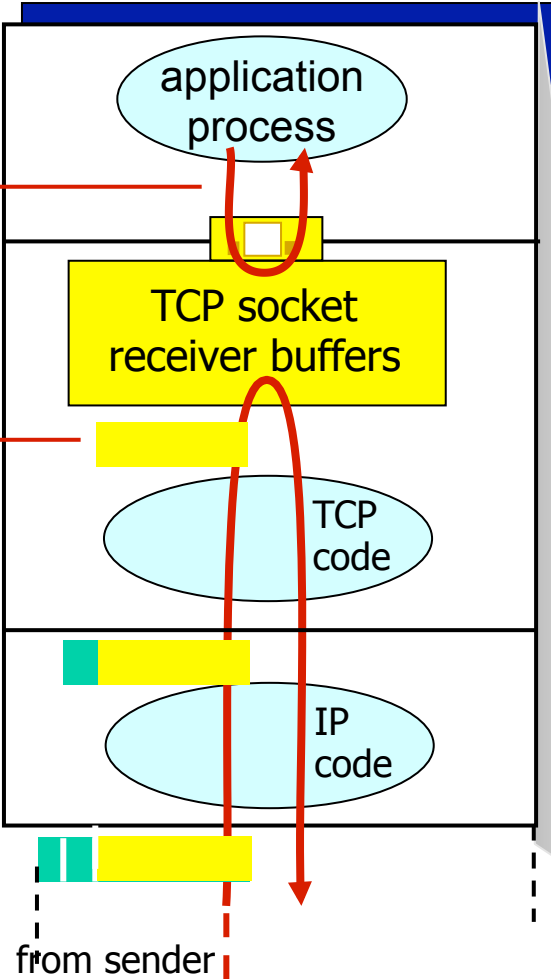 application
process
TCP socket
receiver buffers
TCP
code
IP
code
from sender